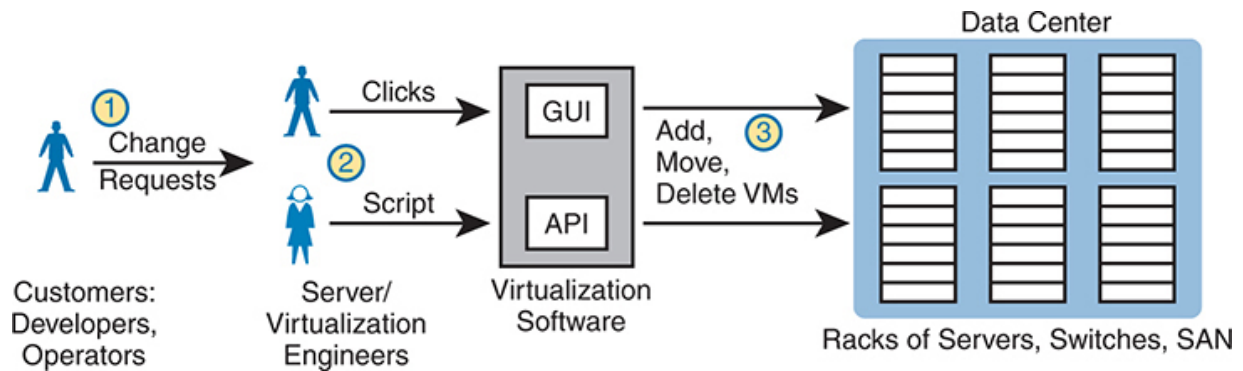 Data Center
1
Change
Requests
Clicks
2
Script
GUI
API
Add,
Move,
Delete VMs
3
Customers:
Developers,
Operators
Server/
Virtualization
Engineers
Virtualization
Software
Racks of Servers, Switches, SAN